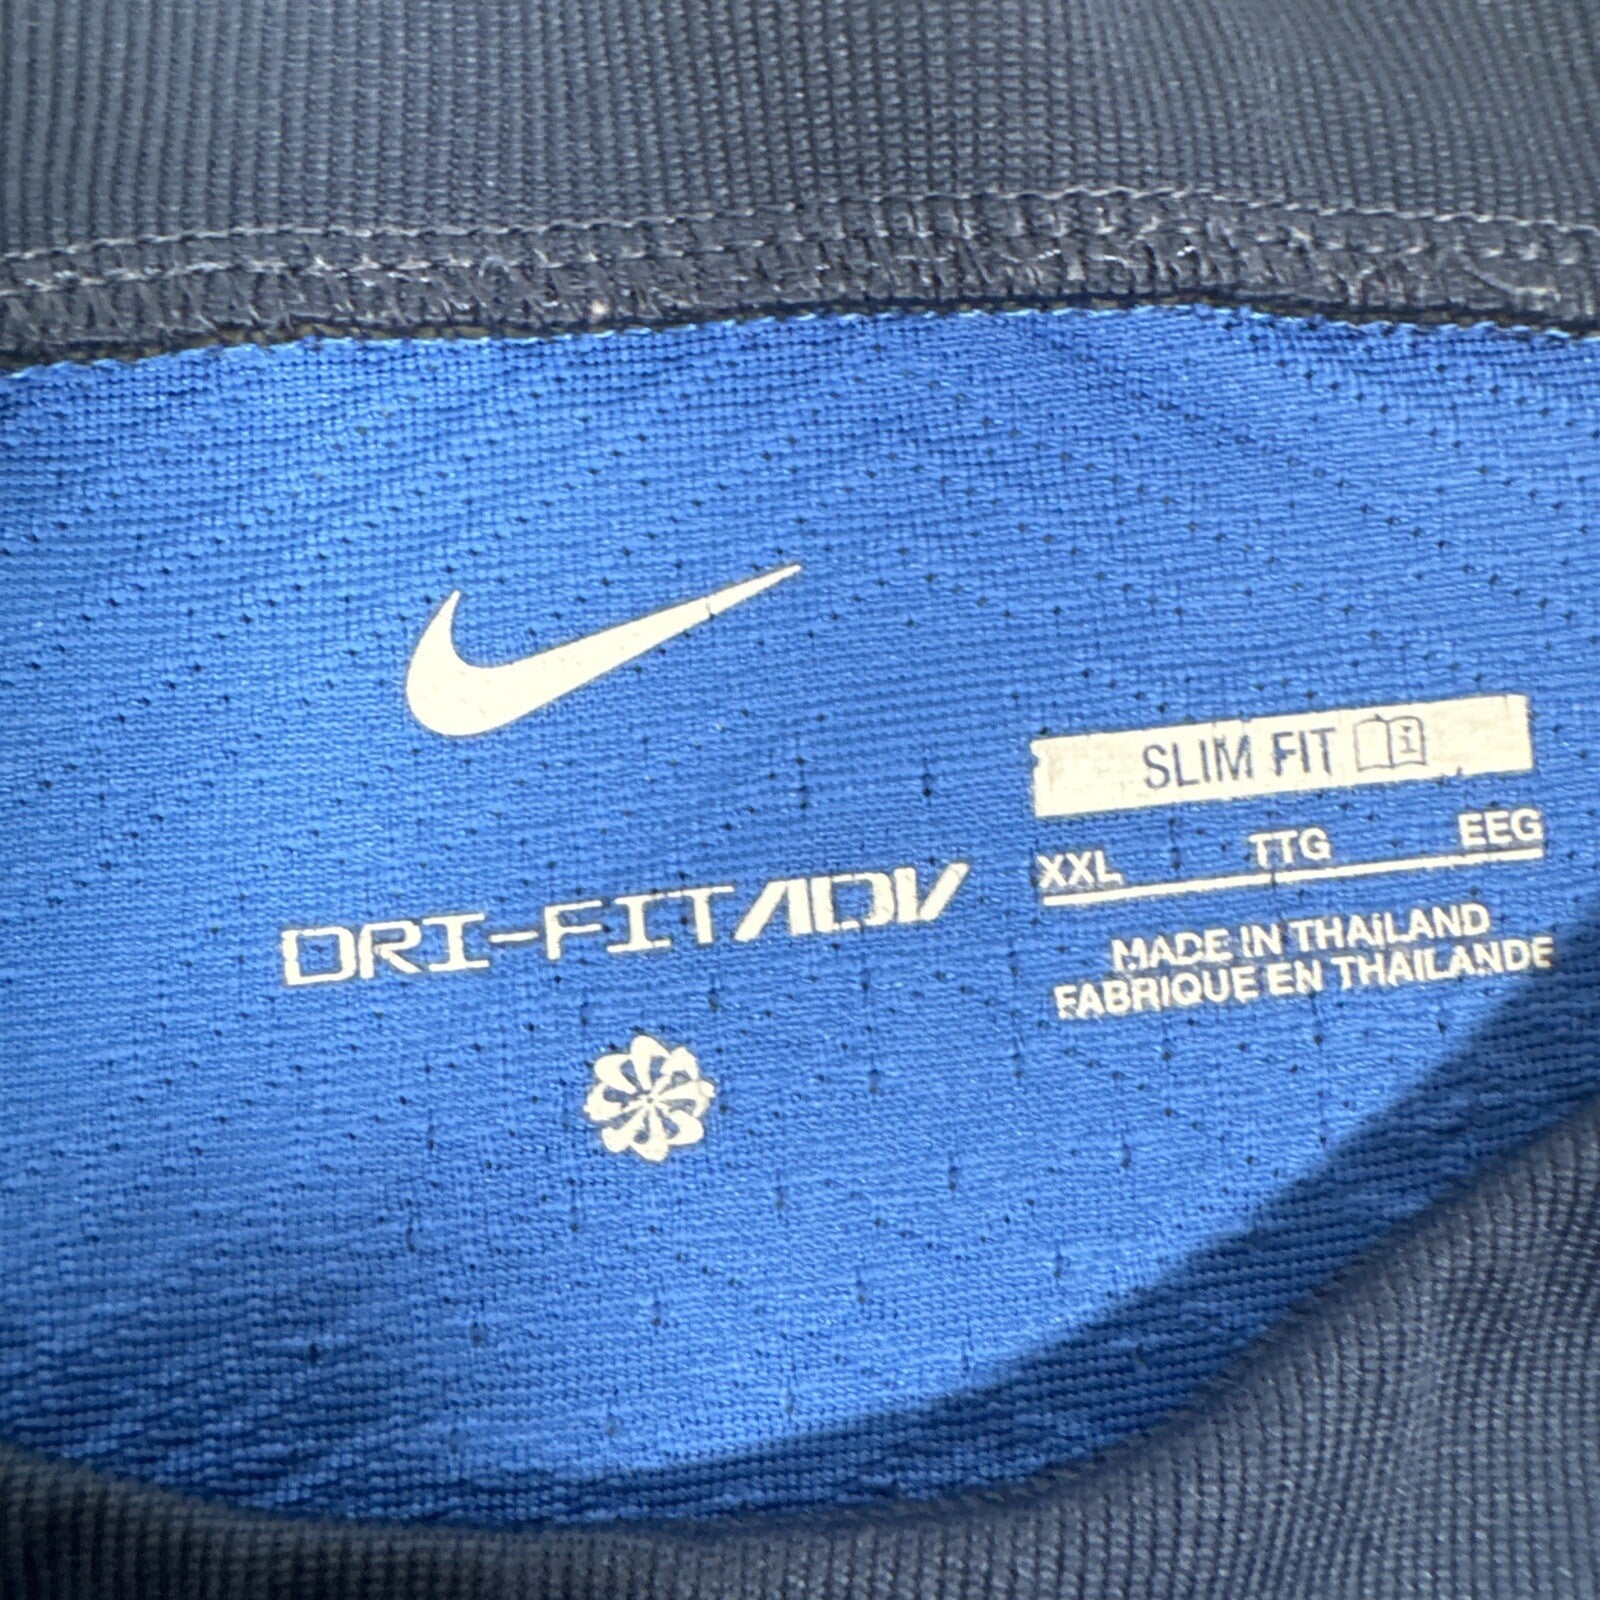 SLIM FIT
XXL TTG EEG
DRI-FIT ADV
MADE IN THAILAND
FABRIQUE EN THAILANDE